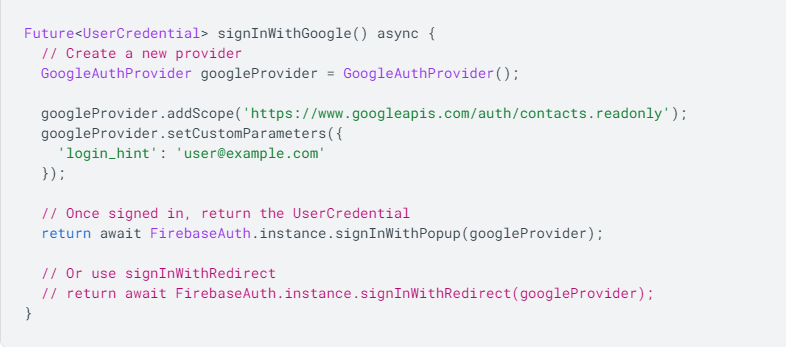 Future<UserCredential> signInWithGoogle() async {
  // Create a new provider
  GoogleAuthProvider googleProvider = GoogleAuthProvider();

  googleProvider.addScope('https://www.googleapis.com/auth/contacts.readonly');
  googleProvider.setCustomParameters({
    'login_hint': 'user@example.com'
  });

  // Once signed in, return the UserCredential
  return await FirebaseAuth.instance.signInWithPopup(googleProvider);

  // Or use signInWithRedirect
  // return await FirebaseAuth.instance.signInWithRedirect(googleProvider);
}